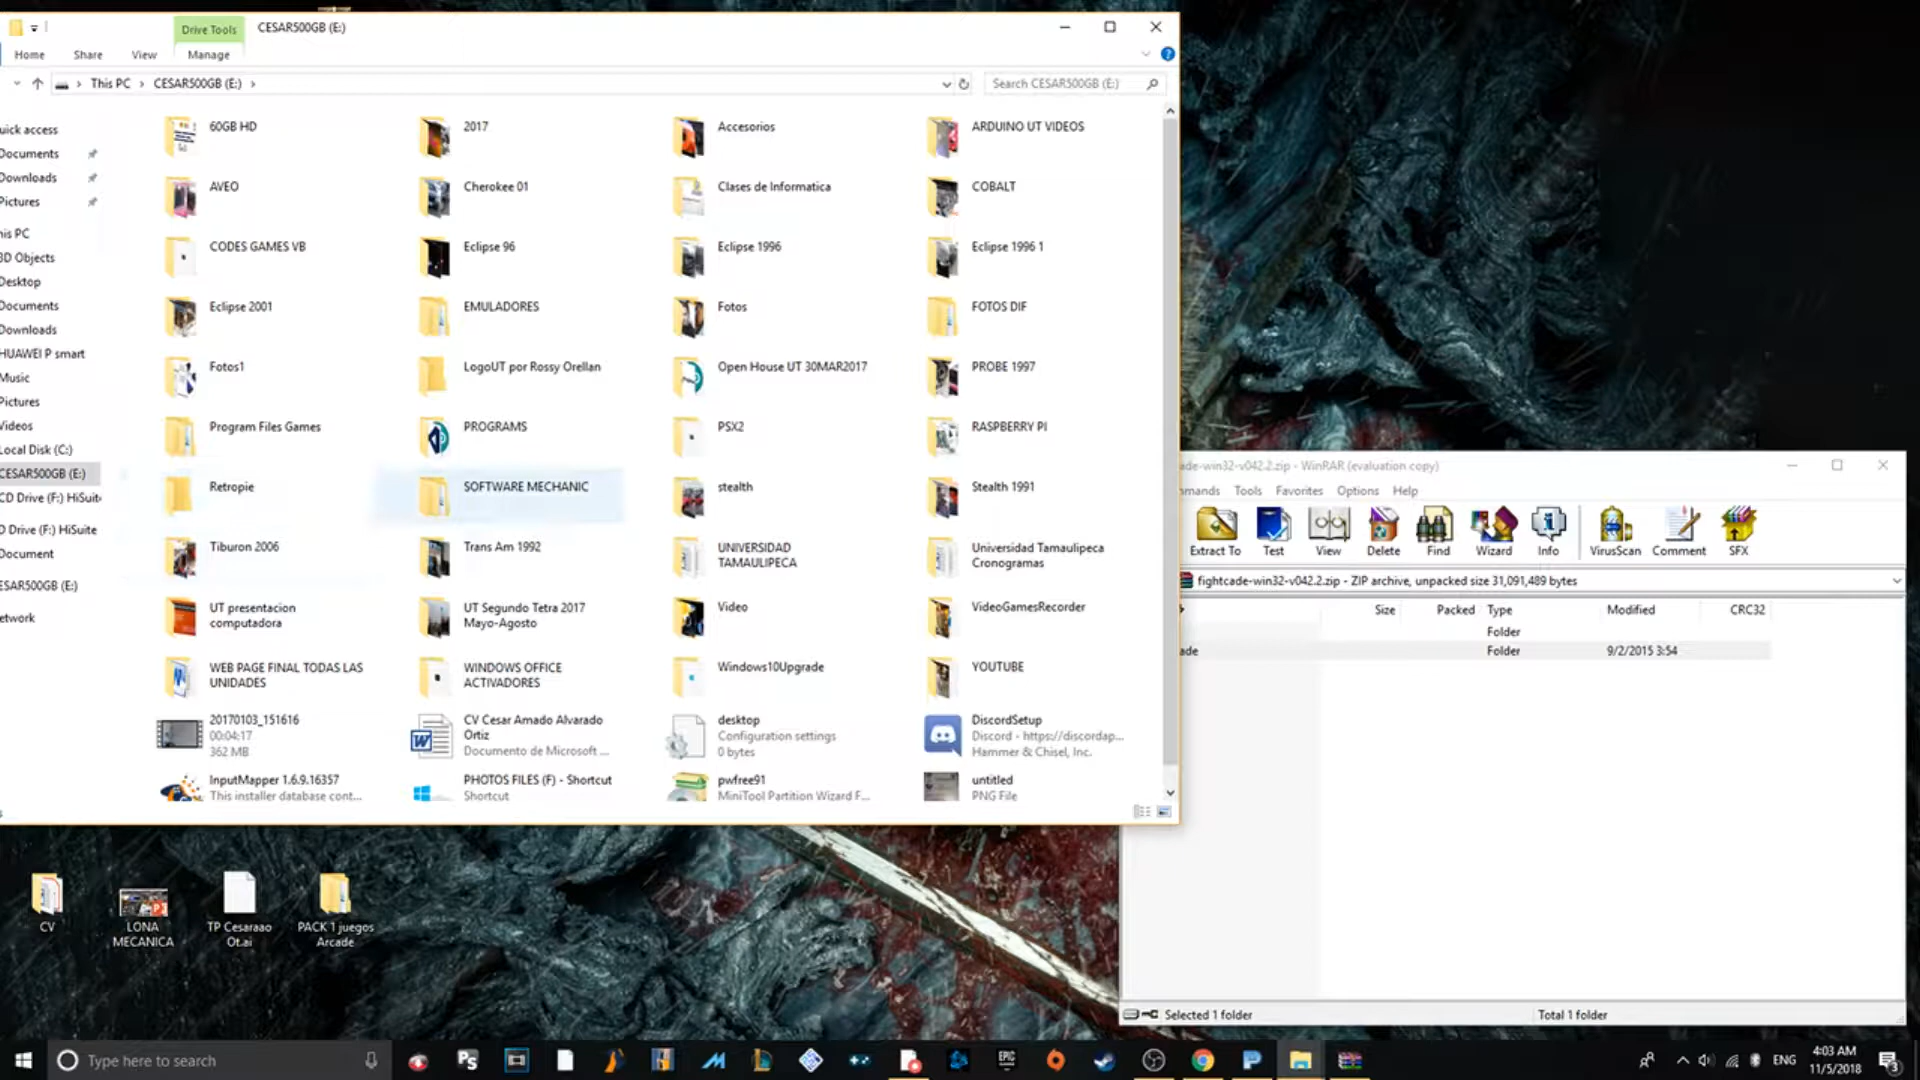 Drive Tools
CESAR500GB (E:)
Home
Share
View
Manage
This PC
CESAR500GB (E:)
Search CESAR500GB (E:)
uick access
Documents
Downloads
Pictures
his PC
3D Objects
Desktop
Documents
Downloads
HUAWEI P smart
Music
Pictures
Videos
Local Disk (C:)
CESAR500GB (E:)
CD Drive (F:) HiSuite
D Drive (F:) HiSuite
Document
ESAR500GB (E:)
etwork
60GB HD
2017
Accesorios
ARDUINO UT VIDEOS
AVEO
Cherokee 01
Clases de Informatica
COBALT
CODES GAMES VB
Eclipse 96
Eclipse 1996
Eclipse 1996 1
Eclipse 2001
EMULADORES
Fotos
FOTOS DIF
Fotos1
LogoUT por Rossy Orellan
Open House UT 30MAR2017
PROBE 1997
Program Files Games
PROGRAMS
PSX2
RASPBERRY PI
Retropie
SOFTWARE MECHANIC
stealth
Stealth 1991
Tiburon 2006
Trans Am 1992
UNIVERSIDAD
TAMAULIPECA
Universidad Tamaulipeca
Cronogramas
UT presentacion
computadora
UT Segundo Tetra 2017
Mayo-Agosto
Video
VideoGamesRecorder
WEB PAGE FINAL TODAS LAS
UNIDADES
WINDOWS OFFICE
ACTIVADORES
Windows10Upgrade
YOUTUBE
20170103_151616
00:04:17
362 MB
CV Cesar Amado Alvarado
Ortiz
Documento de Microsoft ...
desktop
Configuration settings
0 bytes
DiscordSetup
Discord - https://discordap...
Hammer & Chisel, Inc.
InputMapper 1.6.9.16357
This installer database cont...
PHOTOS FILES (F) - Shortcut
Shortcut
pwfree91
MiniTool Partition Wizard F...
untitled
PNG File
ade-win32-v042.2.zip - WinRAR (evaluation copy)
mmands
Tools
Favorites
Options
Help
Extract To
Test
View
Delete
Find
Wizard
Info
VirusScan
Comment
SFX
fightcade-win32-v042.2.zip - ZIP archive, unpacked size 31,091,489 bytes
Size
Packed
Type
Modified
CRC32
Folder
ade
Folder
9/2/2015 3:54
Selected 1 folder
Total 1 folder
CV
LONA
MECANICA
TP Cesaraao
Ot.ai
PACK 1 juegos
Arcade
Type here to search
EPIC
ENG
4:03 AM
11/5/2018
3